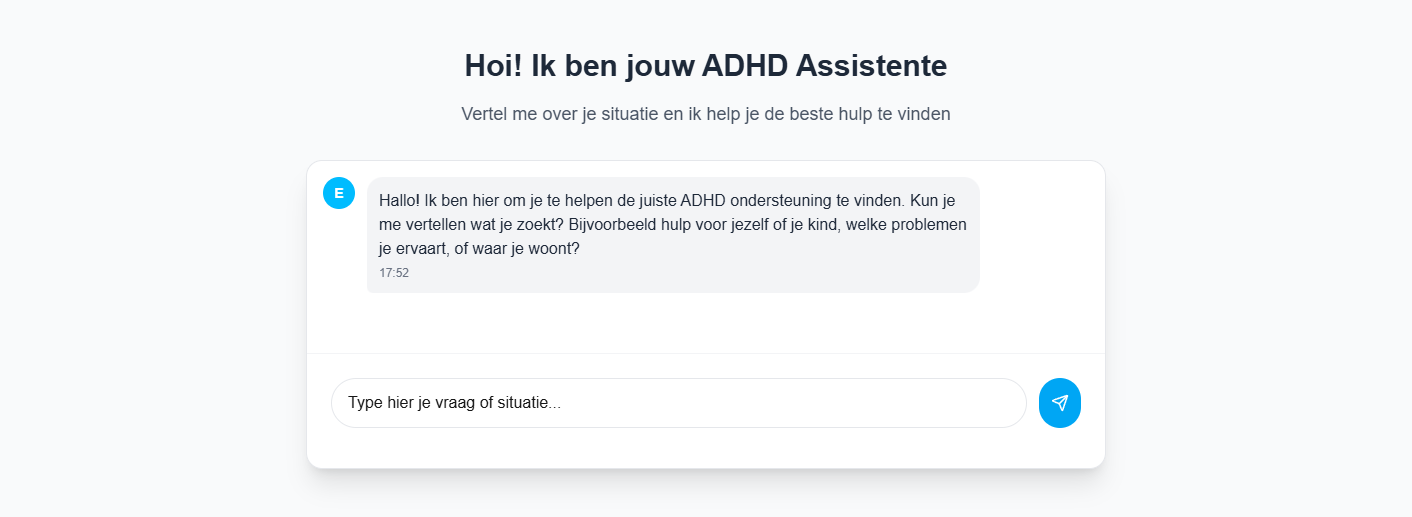 Hoi! Ik ben jouw ADHD Assistente
Vertel me over je situatie en ik help je de beste hulp te vinden
E
Hallo! Ik ben hier om je te helpen de juiste ADHD ondersteuning te vinden. Kun je
me vertellen wat je zoekt? Bijvoorbeeld hulp voor jezelf of je kind, welke problemen
je ervaart, of waar je woont?
17:52
Type hier je vraag of situatie...